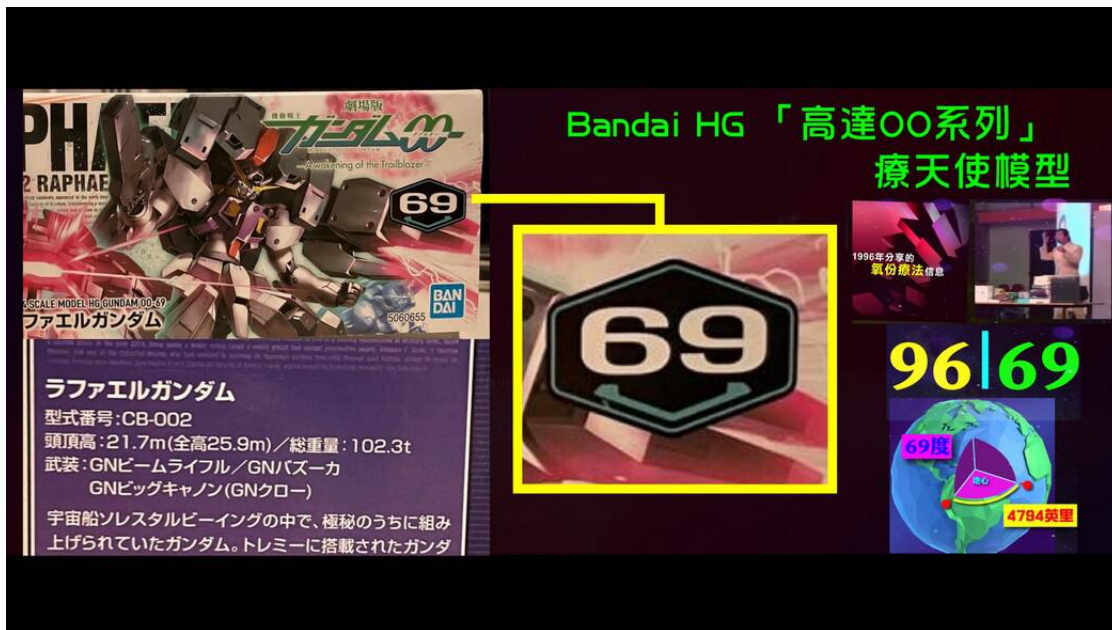 PHAE
2 RAPHAE
劇場版
機動戦士
ガンダム00
A wakening of the Trailblazer
69
SCALE MODEL HG GUNDAM 00-69
ファエルガンダム
BAN
DAI
5060655
ラファエルガンダム
型式番号:CB-002
頭頂高:21.7m(全高25.9m)/総重量:102.3t
武装:GNビームライフル/GNバズーカ
GNビッグキャノン(GNクロー)
宇宙船ソレスタルビーイングの中で、極秘のうちに組み
上げられていたガンダム。トレミーに搭載されたガンダ
69
Bandai HG 「高達00系列」
療天使模型
1996年分享的
氧份療法信息
96|69
69度
地心
4794英里